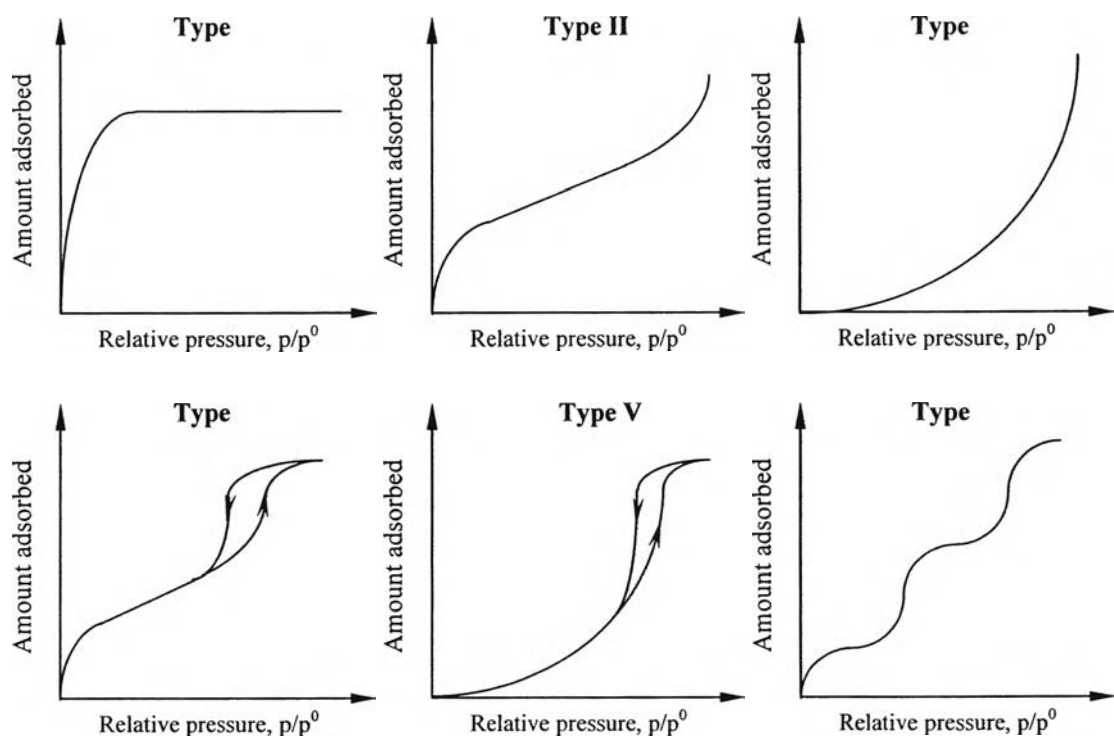 Type
Amount adsorbed
Relative pressure, p/p⁰
Type II
Amount adsorbed
Relative pressure, p/p⁰
Type
Amount adsorbed
Relative pressure, p/p⁰
Type
Amount adsorbed
Relative pressure, p/p⁰
Type V
Amount adsorbed
Relative pressure, p/p⁰
Type
Amount adsorbed
Relative pressure, p/p⁰